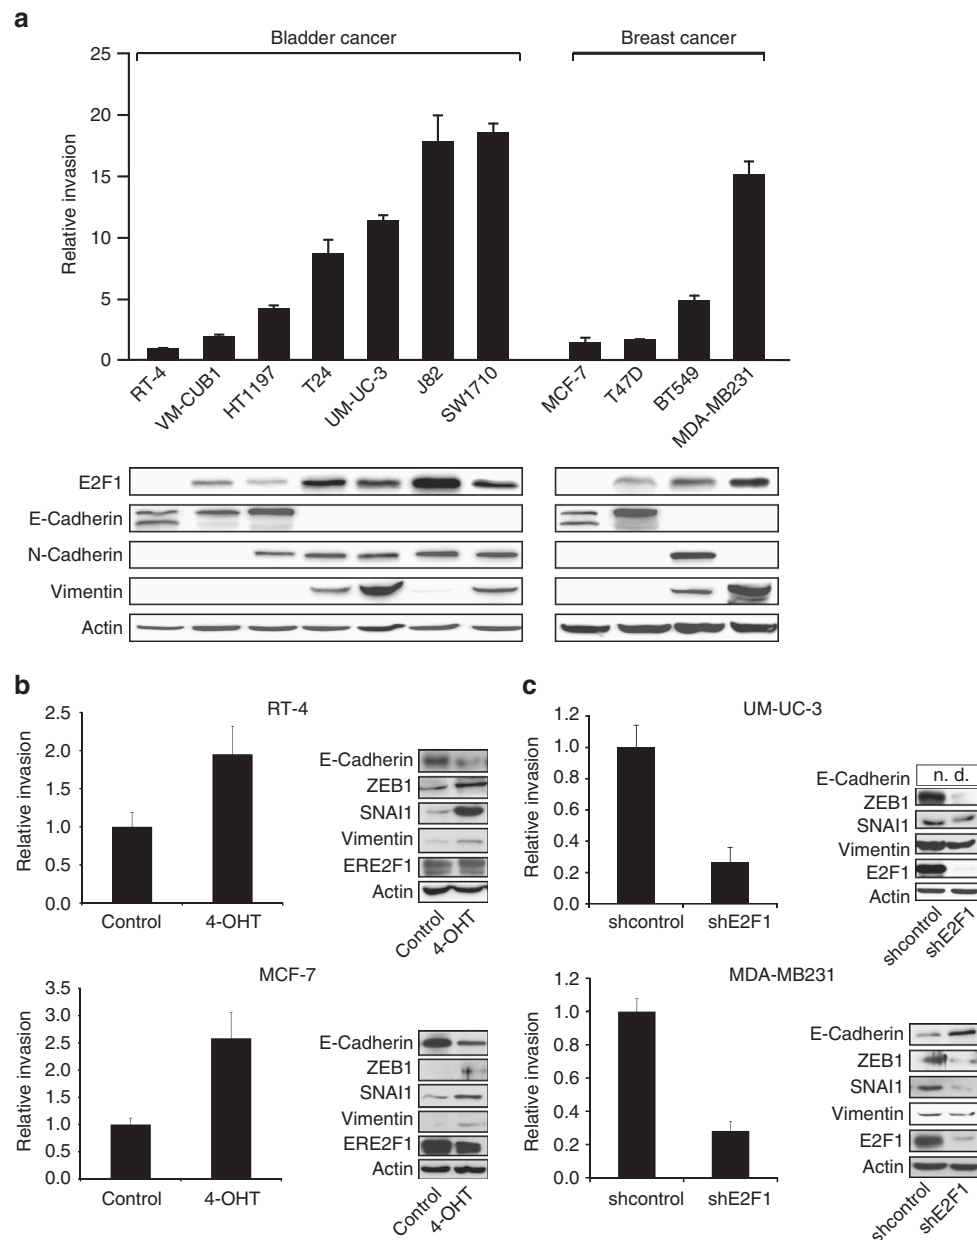 a
Bladder cancer
Breast cancer
Relative invasion
25
20
15
10
5
0
RT-4
VM-CUB1
HT1197
T24
UM-UC-3
J82
SW1710
MCF-7
T47D
BT549
MDA-MB231
E2F1
E-Cadherin
N-Cadherin
Vimentin
Actin
b
RT-4
Relative invasion
2.5
2.0
1.5
1.0
0.5
0.0
Control
4-OHT
E-Cadherin
ZEB1
SNAI1
Vimentin
ERE2F1
Actin
Control
4-OHT
MCF-7
Relative invasion
3.5
3.0
2.5
2.0
1.5
1.0
0.5
0.0
Control
4-OHT
E-Cadherin
ZEB1
SNAI1
Vimentin
ERE2F1
Actin
Control
4-OHT
c
UM-UC-3
Relative invasion
1.2
1.0
0.8
0.6
0.4
0.2
0.0
shcontrol
shE2F1
E-Cadherin
n. d.
ZEB1
SNAI1
Vimentin
E2F1
Actin
shcontrol
shE2F1
MDA-MB231
Relative invasion
1.2
1.0
0.8
0.6
0.4
0.2
0.0
shcontrol
shE2F1
E-Cadherin
ZEB1
SNAI1
Vimentin
E2F1
Actin
shcontrol
shE2F1